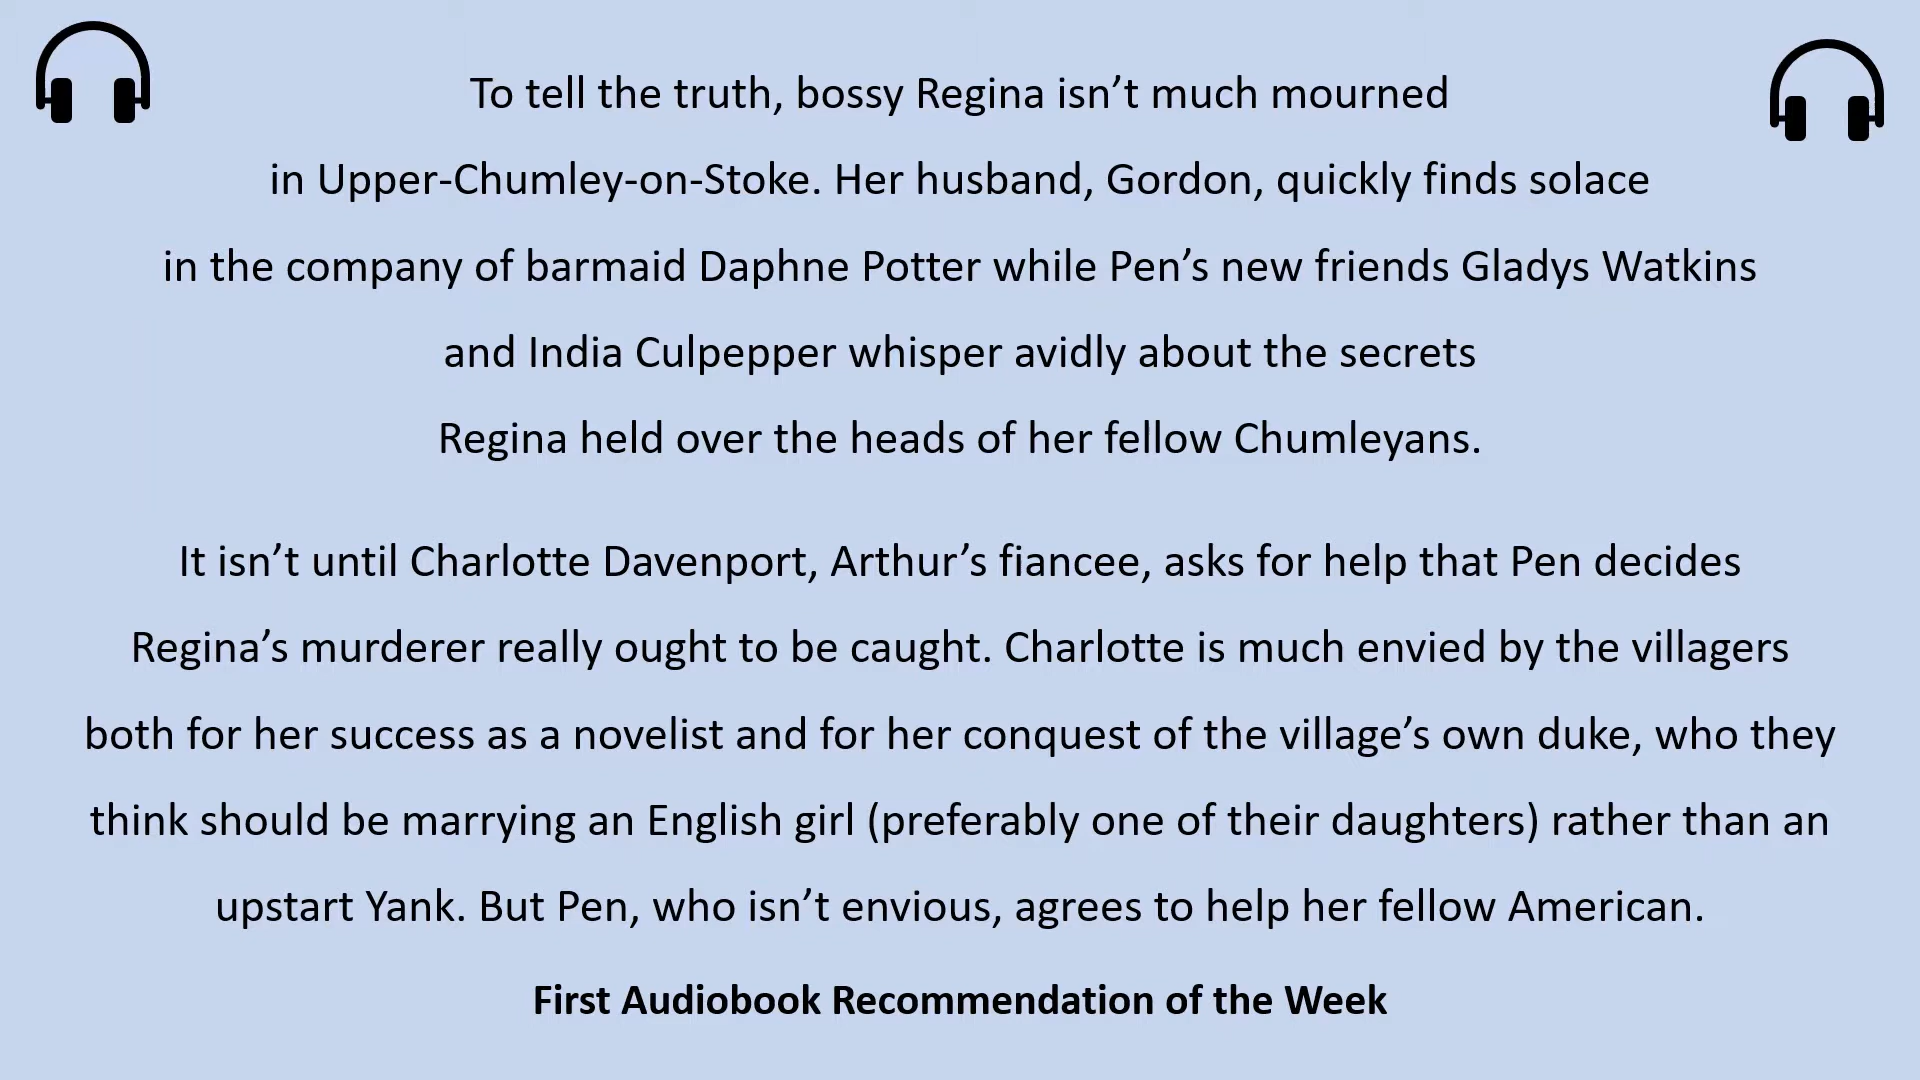 To tell the truth, bossy Regina isn’t much mourned
in Upper-Chumley-on-Stoke. Her husband, Gordon, quickly finds solace
in the company of barmaid Daphne Potter while Pen’s new friends Gladys Watkins
and India Culpepper whisper avidly about the secrets
Regina held over the heads of her fellow Chumleyans.
It isn’t until Charlotte Davenport, Arthur’s fiancee, asks for help that Pen decides
Regina’s murderer really ought to be caught. Charlotte is much envied by the villagers
both for her success as a novelist and for her conquest of the village’s own duke, who they
think should be marrying an English girl (preferably one of their daughters) rather than an
upstart Yank. But Pen, who isn’t envious, agrees to help her fellow American.
First Audiobook Recommendation of the Week